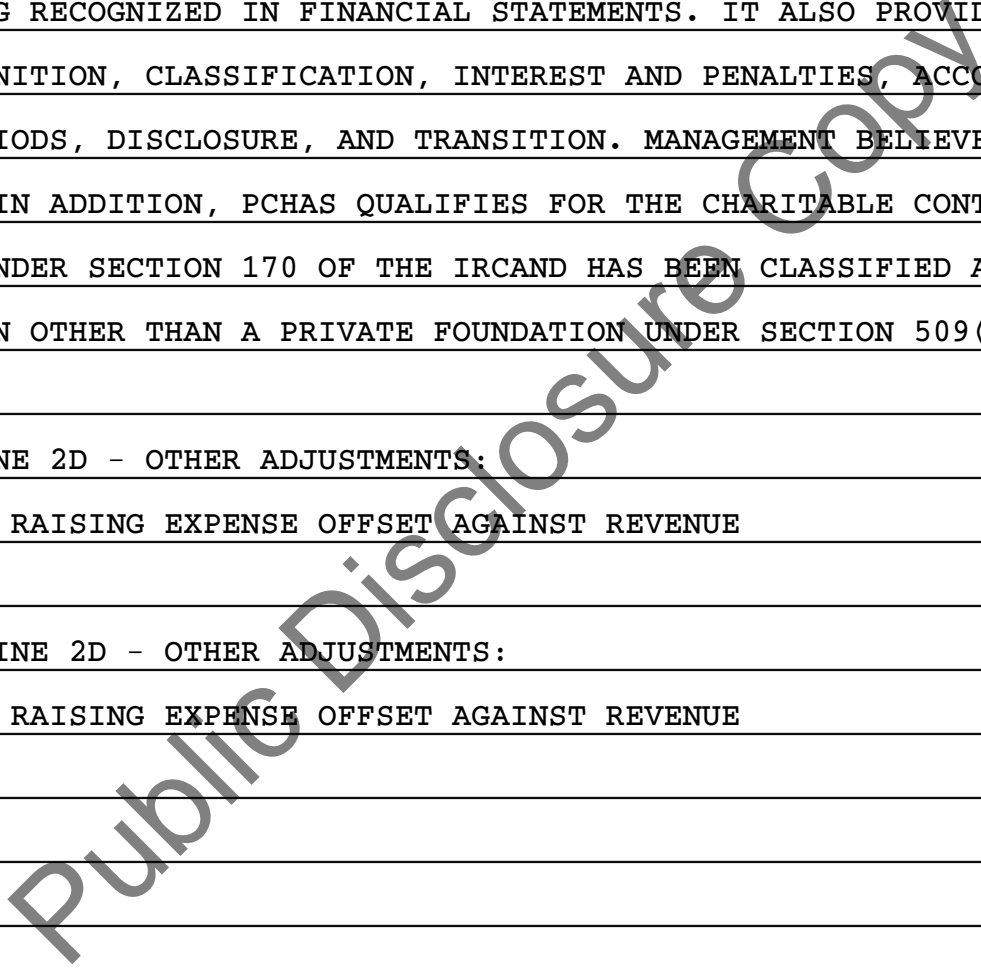 G RECOGNIZED IN FINANCIAL STATEMENTS. IT ALSO PROVID
NITION, CLASSIFICATION, INTEREST AND PENALTIES, ACCO
IODS, DISCLOSURE, AND TRANSITION. MANAGEMENT BELIEVE
IN ADDITION, PCHAS QUALIFIES FOR THE CHARITABLE CONT
NDER SECTION 170 OF THE IRCAND HAS BEEN CLASSIFIED A
N OTHER THAN A PRIVATE FOUNDATION UNDER SECTION 509(
NE 2D - OTHER ADJUSTMENTS:
RAISING EXPENSE OFFSET AGAINST REVENUE
INE 2D - OTHER ADJUSTMENTS:
RAISING EXPENSE OFFSET AGAINST REVENUE
Public Disclosure Copy